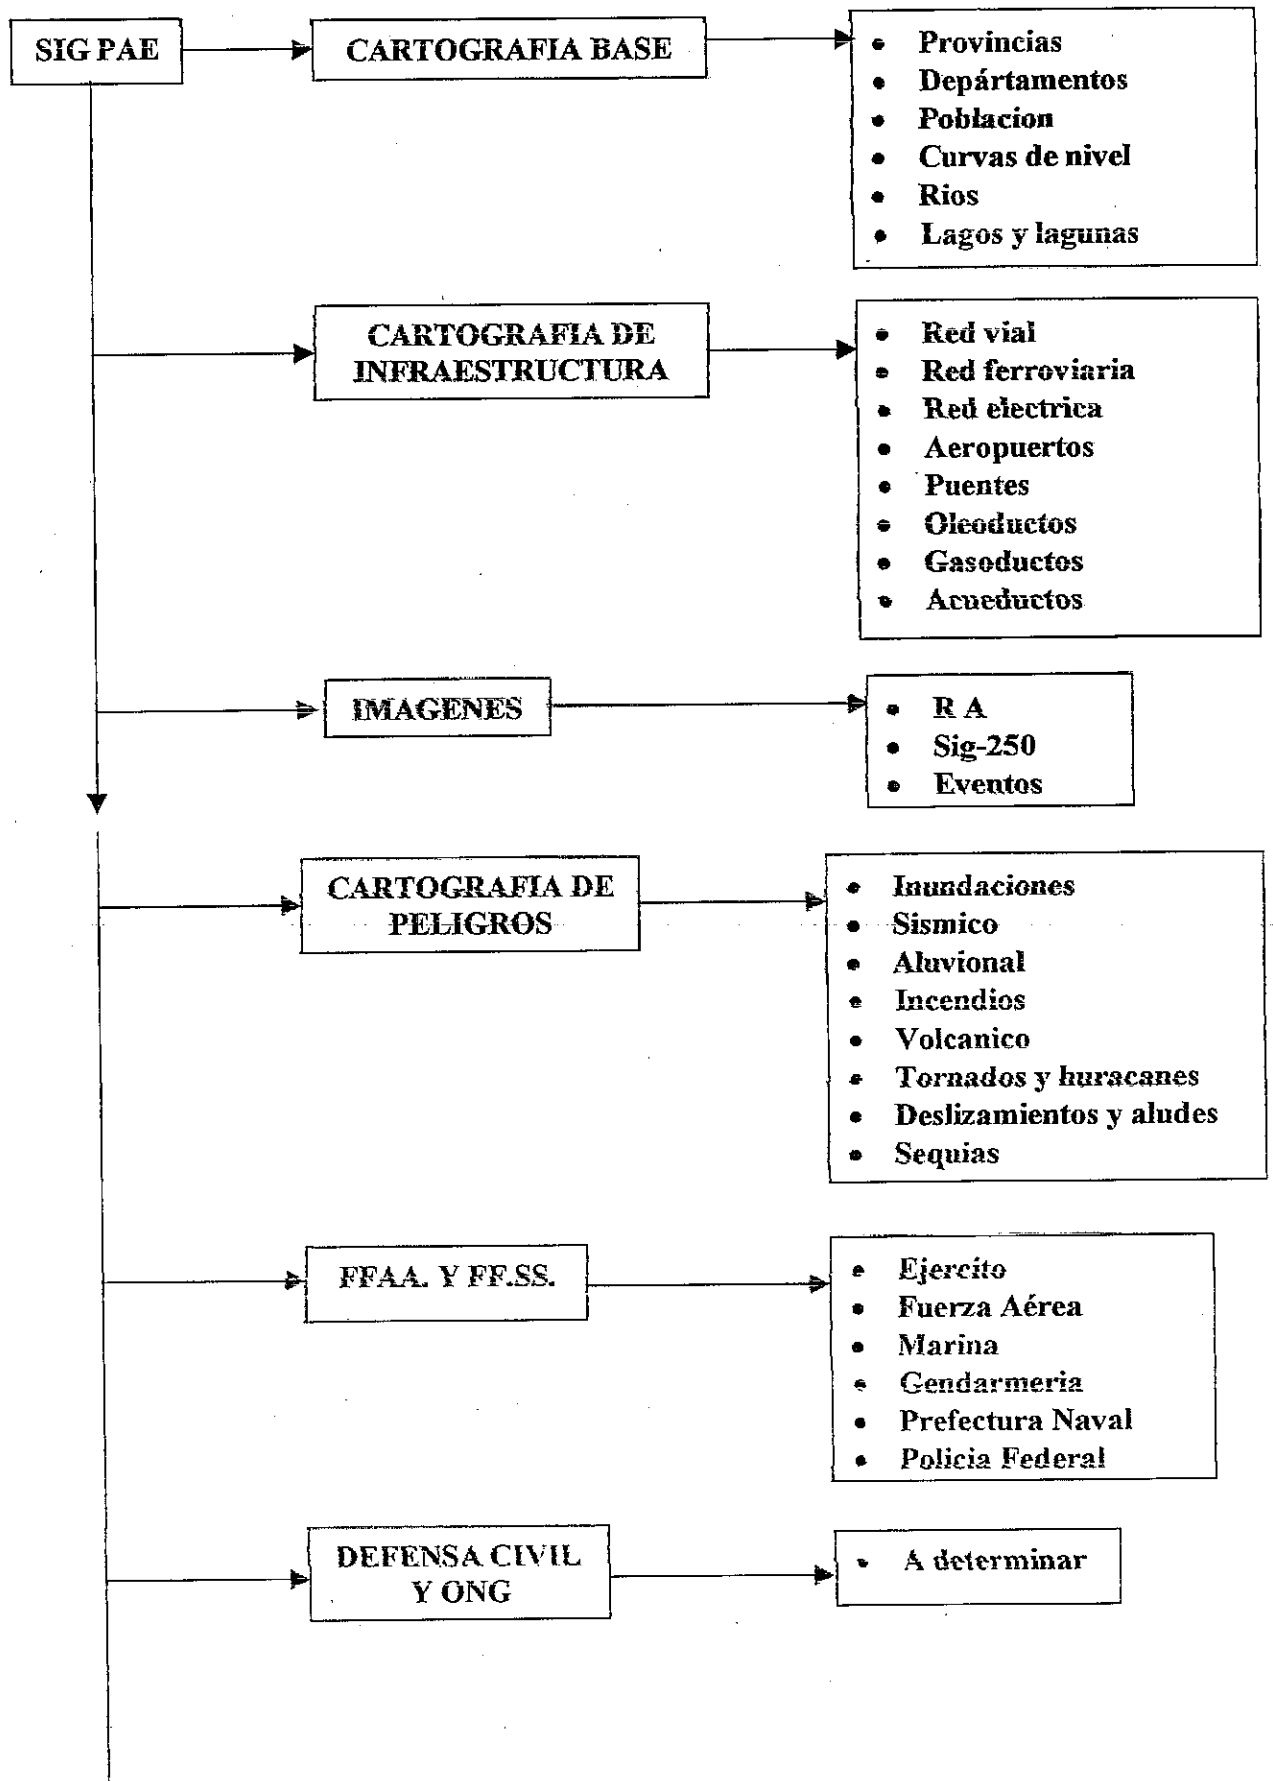 SIG PAE
CARTOGRAFIA BASE
• Provincias
• Depártamentos
• Poblacion
• Curvas de nivel
• Rios
• Lagos y lagunas
CARTOGRAFIA DE
INFRAESTRUCTURA
• Red vial
• Red ferroviaria
• Red electrica
• Aeropuertos
• Puentes
• Oleoductos
• Gasoductos
• Acueductos
IMAGENES
• R A
• Sig-250
• Eventos
CARTOGRAFIA DE
PELIGROS
• Inundaciones
• Sismico
• Aluvional
• Incendios
• Volcanico
• Tornados y huracanes
• Deslizamientos y aludes
• Sequias
FFAA. Y FF.SS.
• Ejercito
• Fuerza Aérea
• Marina
• Gendarmeria
• Prefectura Naval
• Policia Federal
DEFENSA CIVIL
Y ONG
• A determinar